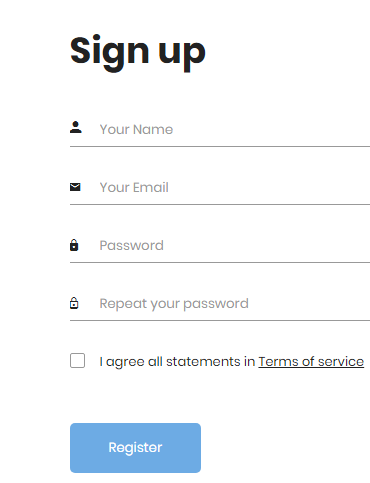 Sign up
Your Name
Your Email
Password
Repeat your password
I agree all statements in Terms of service
Register